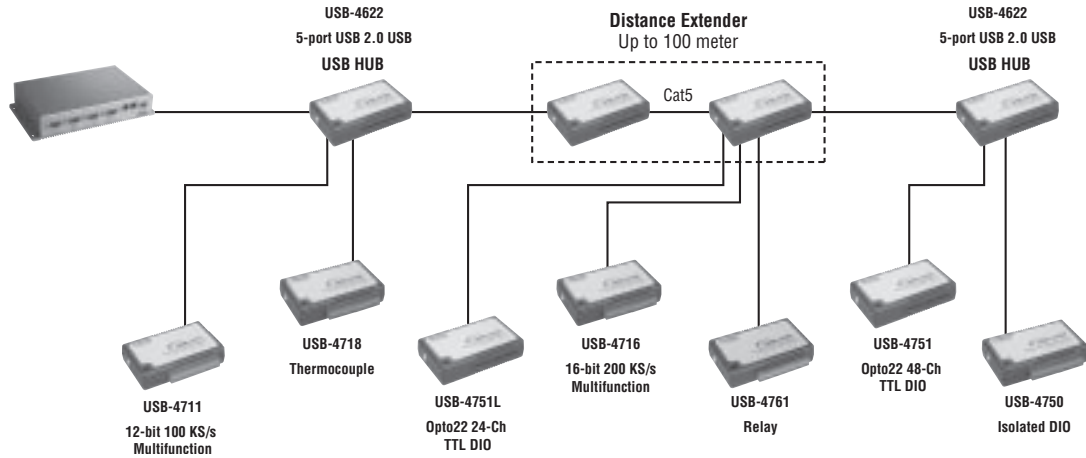 USB-4622
5-port USB 2.0 USB
USB HUB
Distance Extender
Up to 100 meter
Cat5
USB-4622
5-port USB 2.0 USB
USB HUB
USB-4711
12-bit 100 KS/s
Multifunction
USB-4718
Thermocouple
USB-4751L
Opto22 24-Ch
TTL DIO
USB-4716
16-bit 200 KS/s
Multifunction
USB-4761
Relay
USB-4751
Opto22 48-Ch
TTL DIO
USB-4750
Isolated DIO